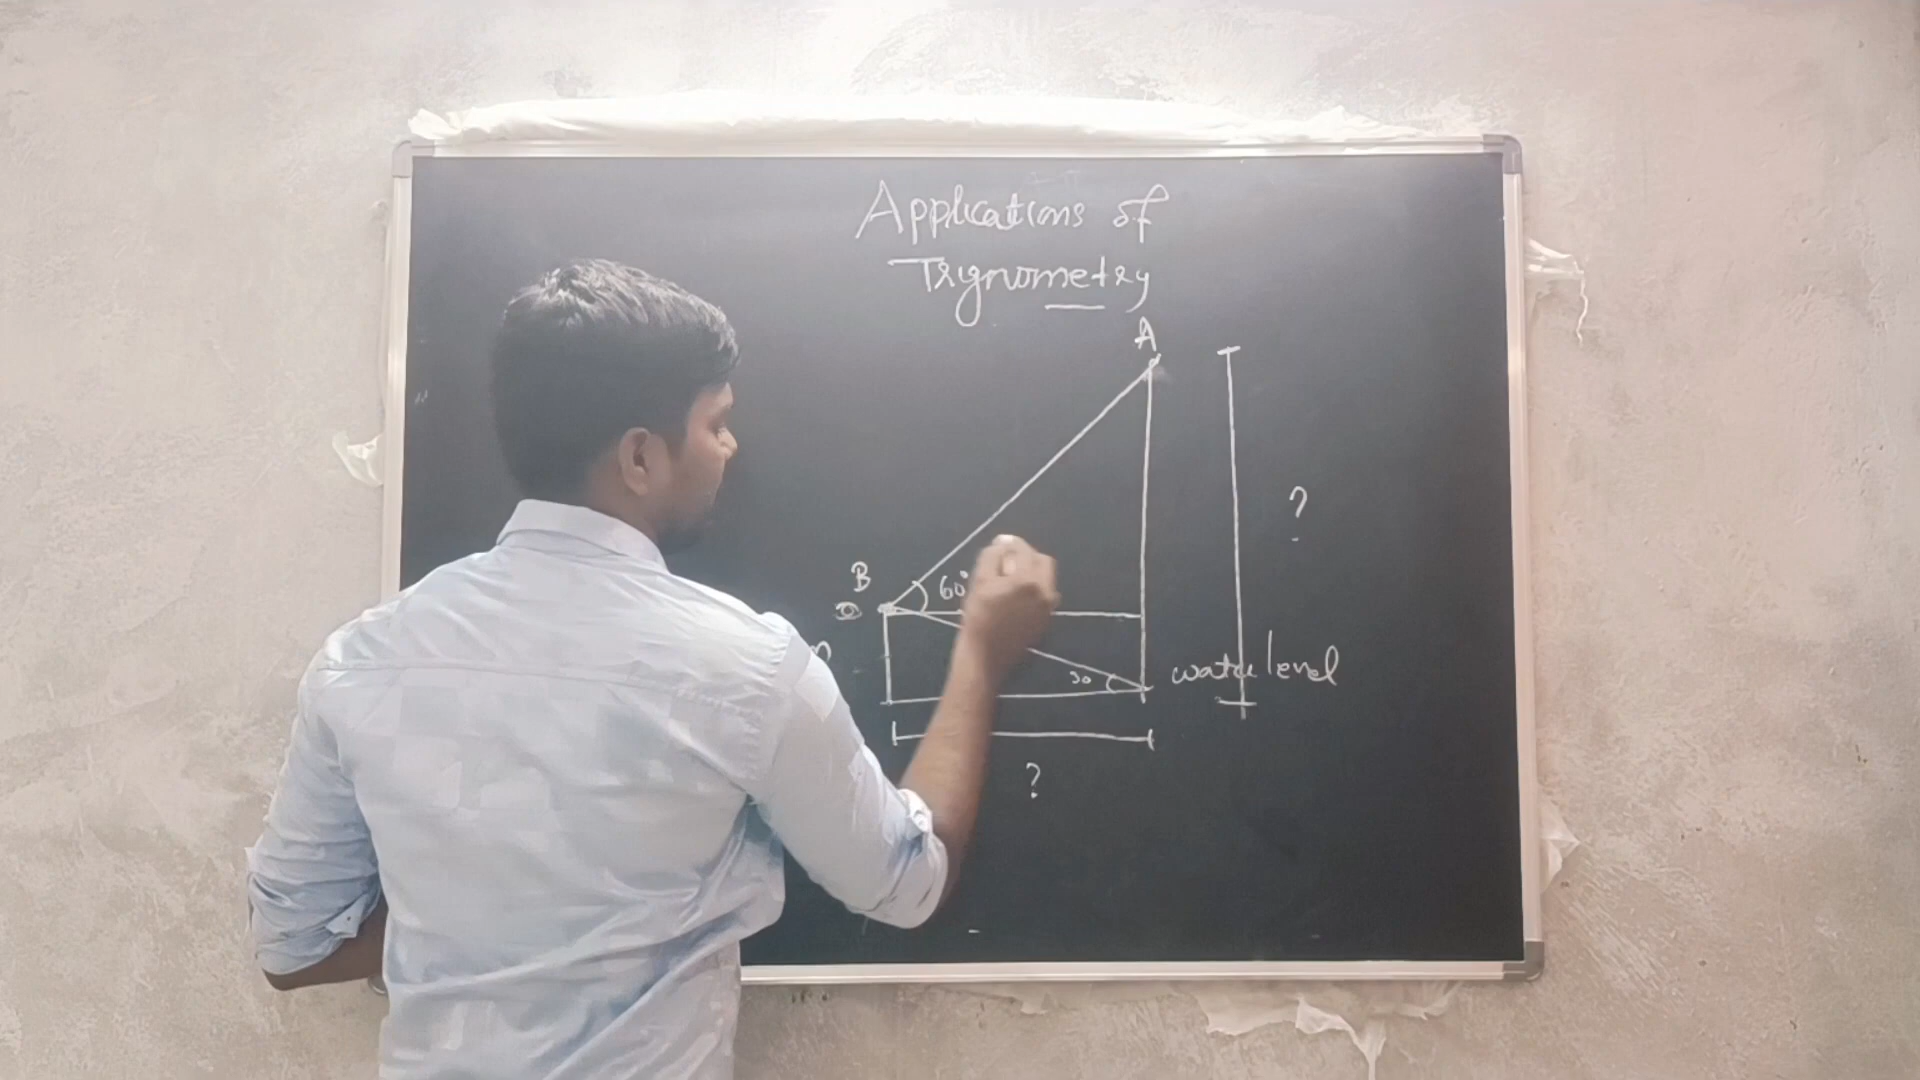 Applications of
Trignometry
A
?
B
60°
m
30
water level
?